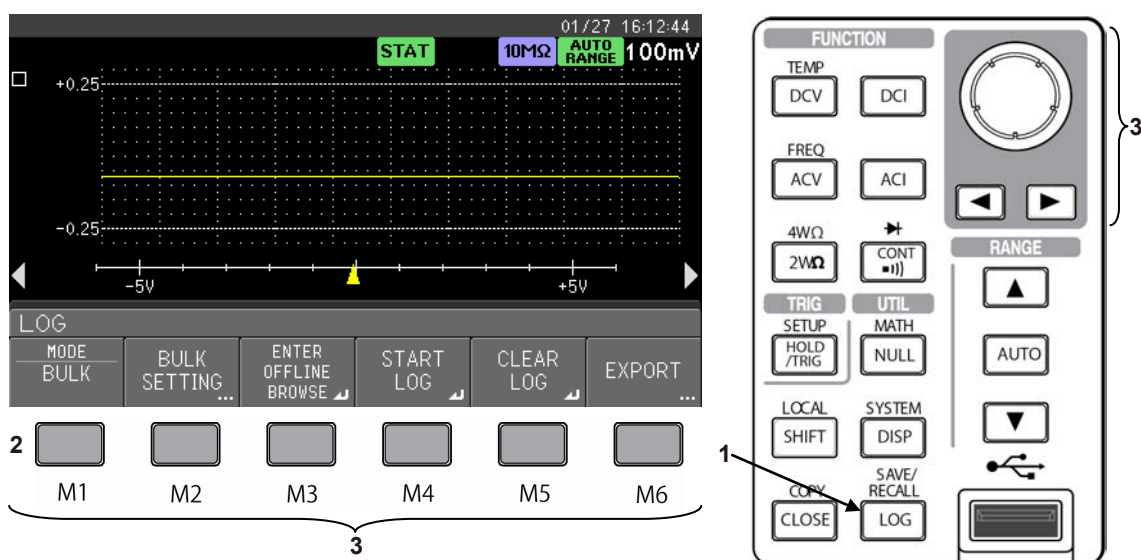 01/27 16:12:44
STAT 10MΩ AUTO RANGE 100mV
+0.25
-0.25
-5V +5V
LOG
MODE
BULK
BULK
SETTING
...
ENTER
OFFLINE
BROWSE
START
LOG
CLEAR
LOG
EXPORT
...
2
M1 M2 M3 M4 M5 M6
3
FUNCTION
TEMP
DCV DCI
FREQ
ACV ACI
4WΩ
2WΩ CONT
TRIG UTIL
SETUP MATH
HOLD
/TRIG
NULL
LOCAL SYSTEM
SHIFT DISP
1
COPY SAVE/
RECALL
CLOSE LOG
3
RANGE
AUTO